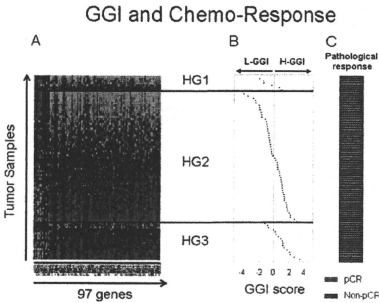 GGI and Chemo-Response
A
B
C
L-GGI H-GGI
Pathological
response
HG1
HG2
HG3
Tumor Samples
97 genes
-4 -2 0 2 4
GGI score
pCR
Non-pCR